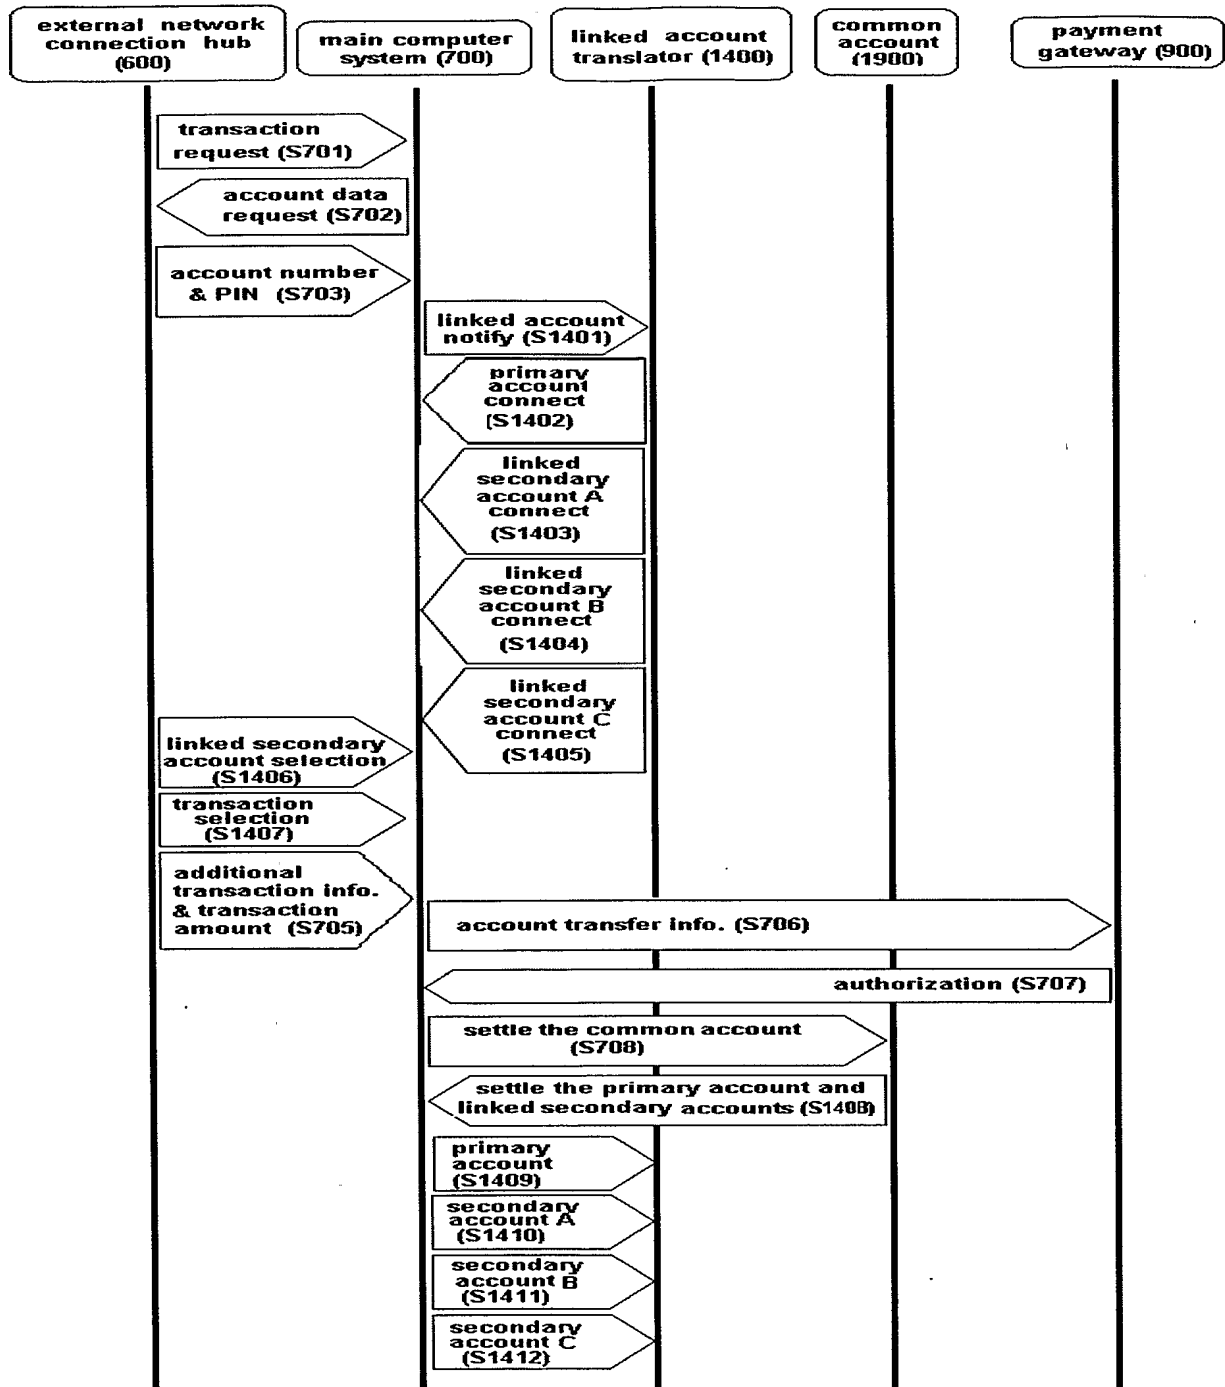 external network
connection hub
(600)
main computer
system (700)
linked account
translator (1400)
common
account
(1900)
payment
gateway (900)
transaction
request (S701)
account data
request (S702)
account number
& PIN (S703)
linked account
notify (S1401)
primary
account
connect
(S1402)
linked
secondary
account A
connect
(S1403)
linked
secondary
account B
connect
(S1404)
linked
secondary
account C
connect
(S1405)
linked secondary
account selection
(S1406)
transaction
selection
(S1407)
additional
transaction info.
& transaction
amount (S705)
account transfer info. (S706)
authorization (S707)
settle the common account
(S708)
settle the primary account and
linked secondary accounts (S1408)
primary
account
(S1409)
secondary
account A
(S1410)
secondary
account B
(S1411)
secondary
account C
(S1412)